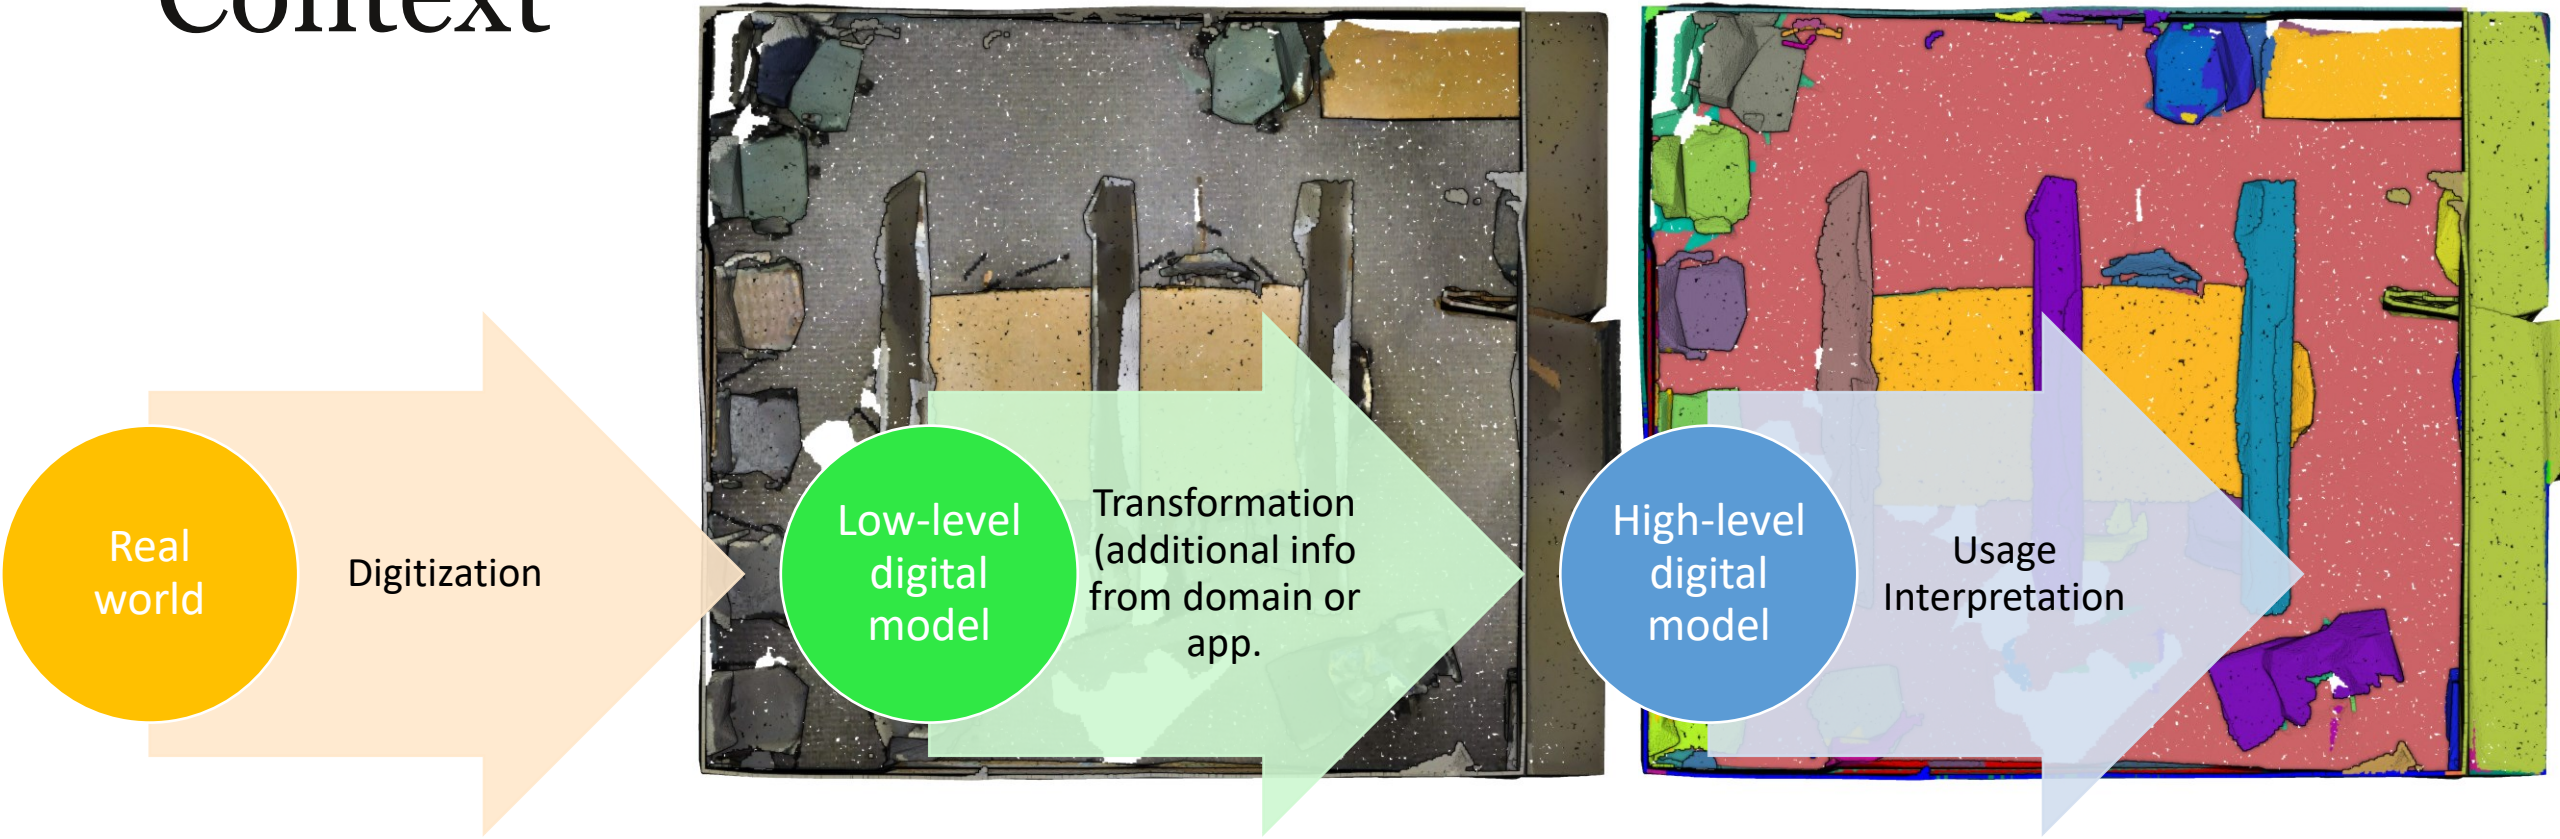 Context
Real
world
Digitization
Low-level
digital
model
Transformation
(additional info
from domain or
app.
High-level
digital
model
Usage
Interpretation